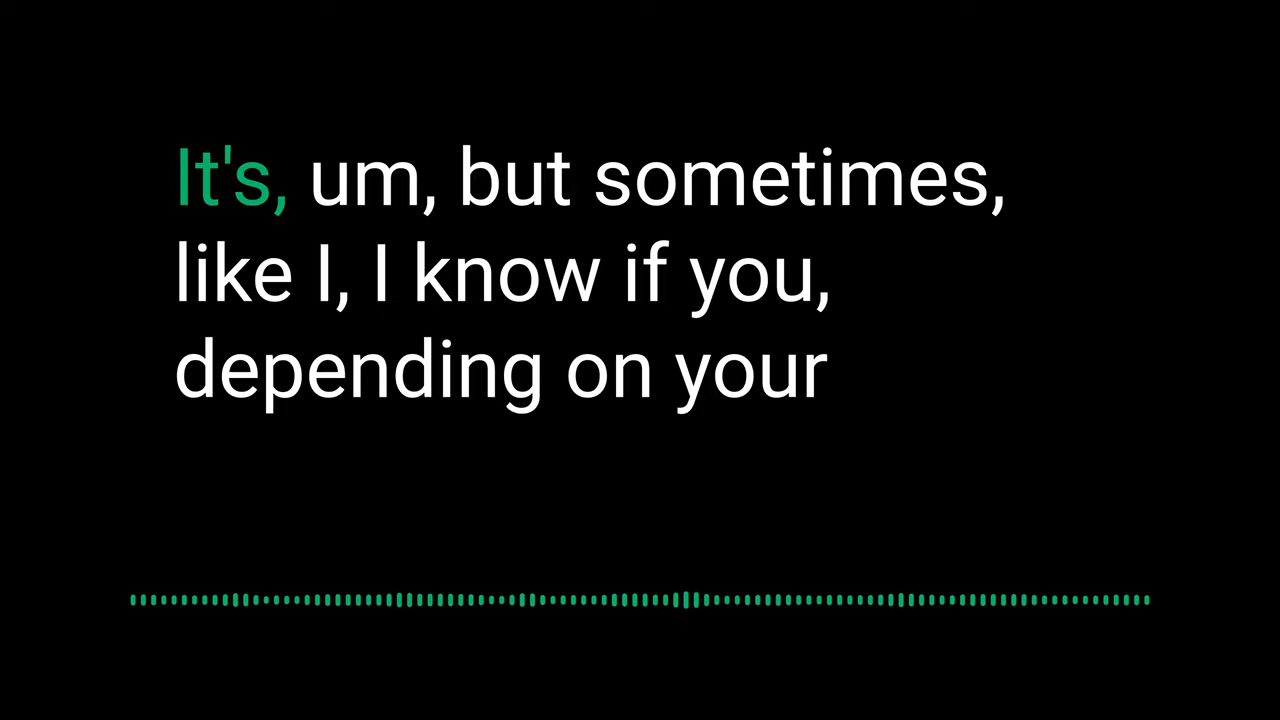 It's, um, but sometimes,
like I, I know if you,
depending on your